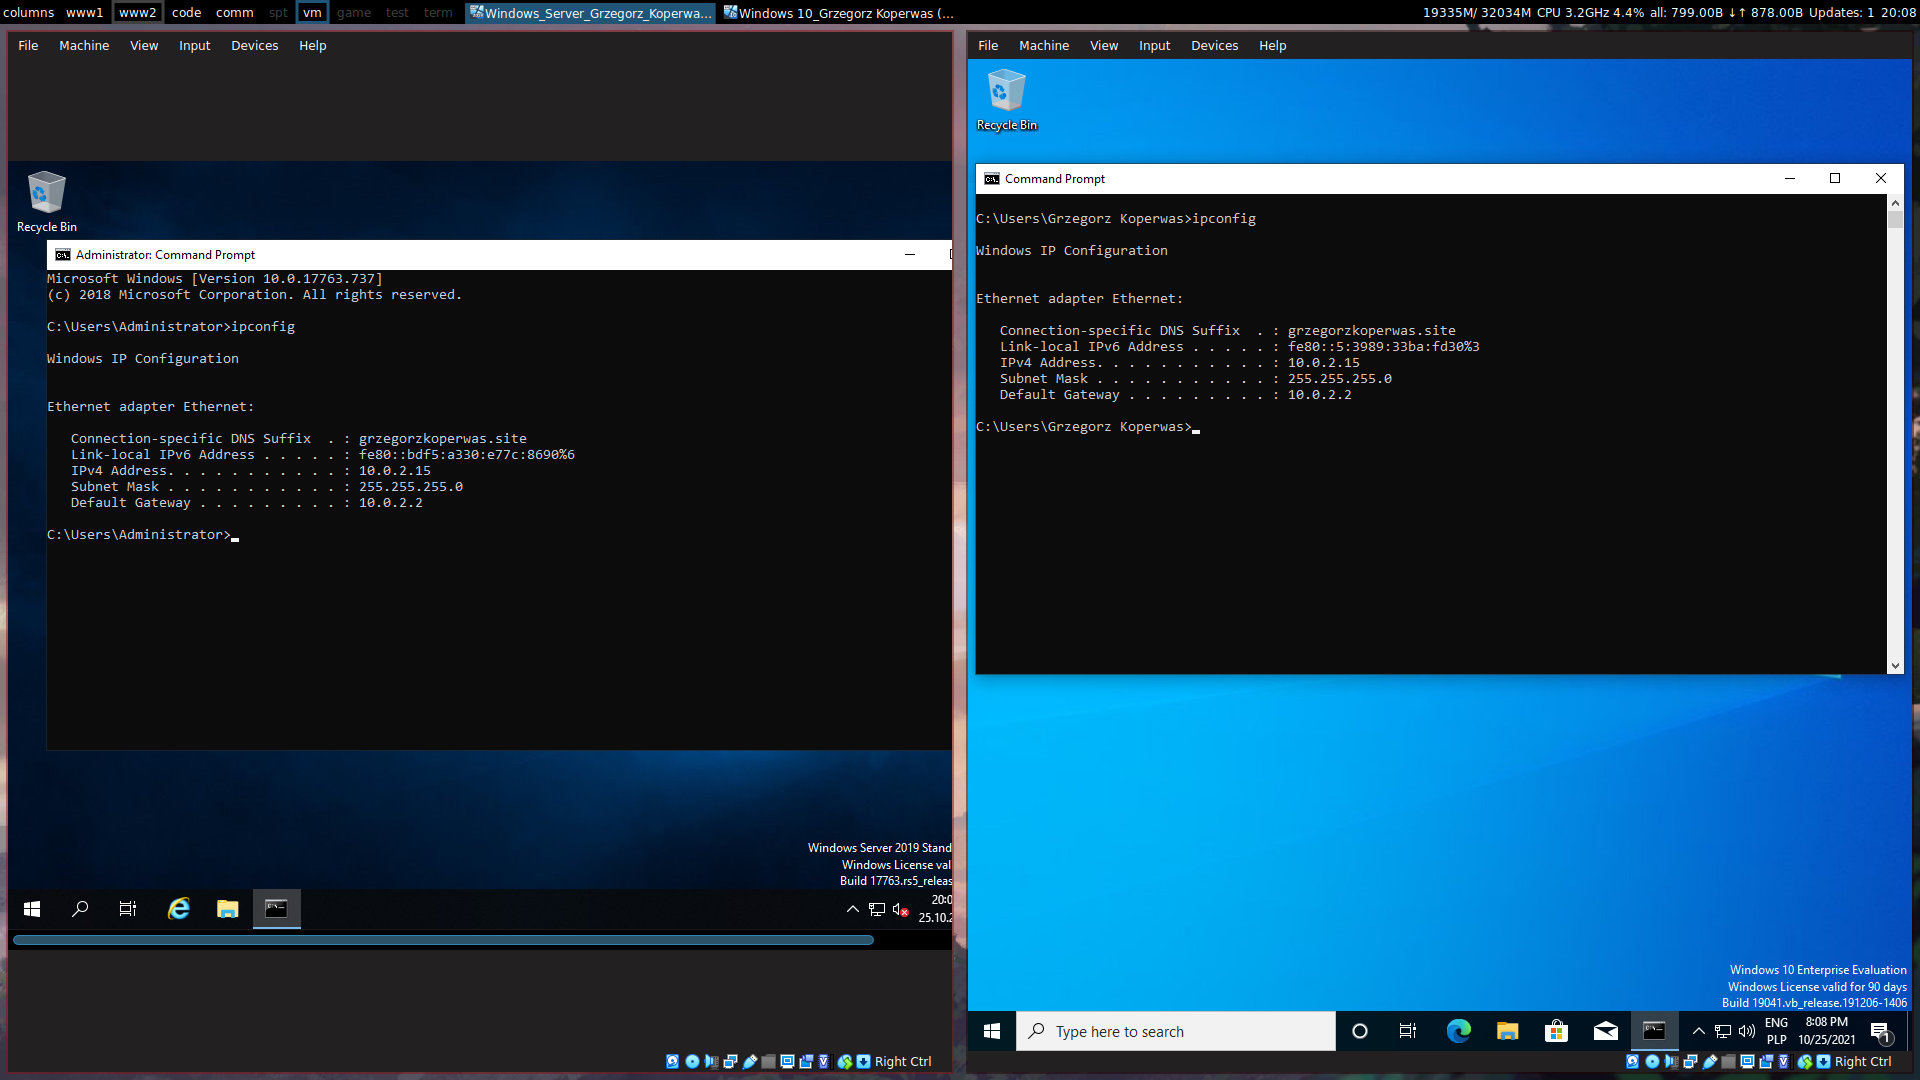 columns www1 www2 code comm spt vm game test term Windows_Server_Grzegorz_Koperwa... Windows 10_Grzegorz Koperwas (... 19335M/ 32034M CPU 3.2GHz 4.4% all: 799.00B ↓↑ 878.00B Updates: 1 20:08
File Machine View Input Devices Help
Recycle Bin
Administrator: Command Prompt
Microsoft Windows [Version 10.0.17763.737]
(c) 2018 Microsoft Corporation. All rights reserved.
C:\Users\Administrator>ipconfig
Windows IP Configuration
Ethernet adapter Ethernet:
Connection-specific DNS Suffix . : grzegorzkoperwas.site
Link-local IPv6 Address . . . . . : fe80::bdf5:a330:e77c:8690%6
IPv4 Address. . . . . . . . . . . : 10.0.2.15
Subnet Mask . . . . . . . . . . . : 255.255.255.0
Default Gateway . . . . . . . . . : 10.0.2.2
C:\Users\Administrator>
Windows Server 2019 Stand
Windows License val
Build 17763.rs5_releas
20:0
25.10.2
Right Ctrl
File Machine View Input Devices Help
Recycle Bin
Command Prompt
C:\Users\Grzegorz Koperwas>ipconfig
Windows IP Configuration
Ethernet adapter Ethernet:
Connection-specific DNS Suffix . : grzegorzkoperwas.site
Link-local IPv6 Address . . . . . : fe80::5:3989:33ba:fd30%3
IPv4 Address. . . . . . . . . . . : 10.0.2.15
Subnet Mask . . . . . . . . . . . : 255.255.255.0
Default Gateway . . . . . . . . . : 10.0.2.2
C:\Users\Grzegorz Koperwas>
Windows 10 Enterprise Evaluation
Windows License valid for 90 days
Build 19041.vb_release.191206-1406
Type here to search
ENG 8:08 PM
PLP 10/25/2021
1
Right Ctrl